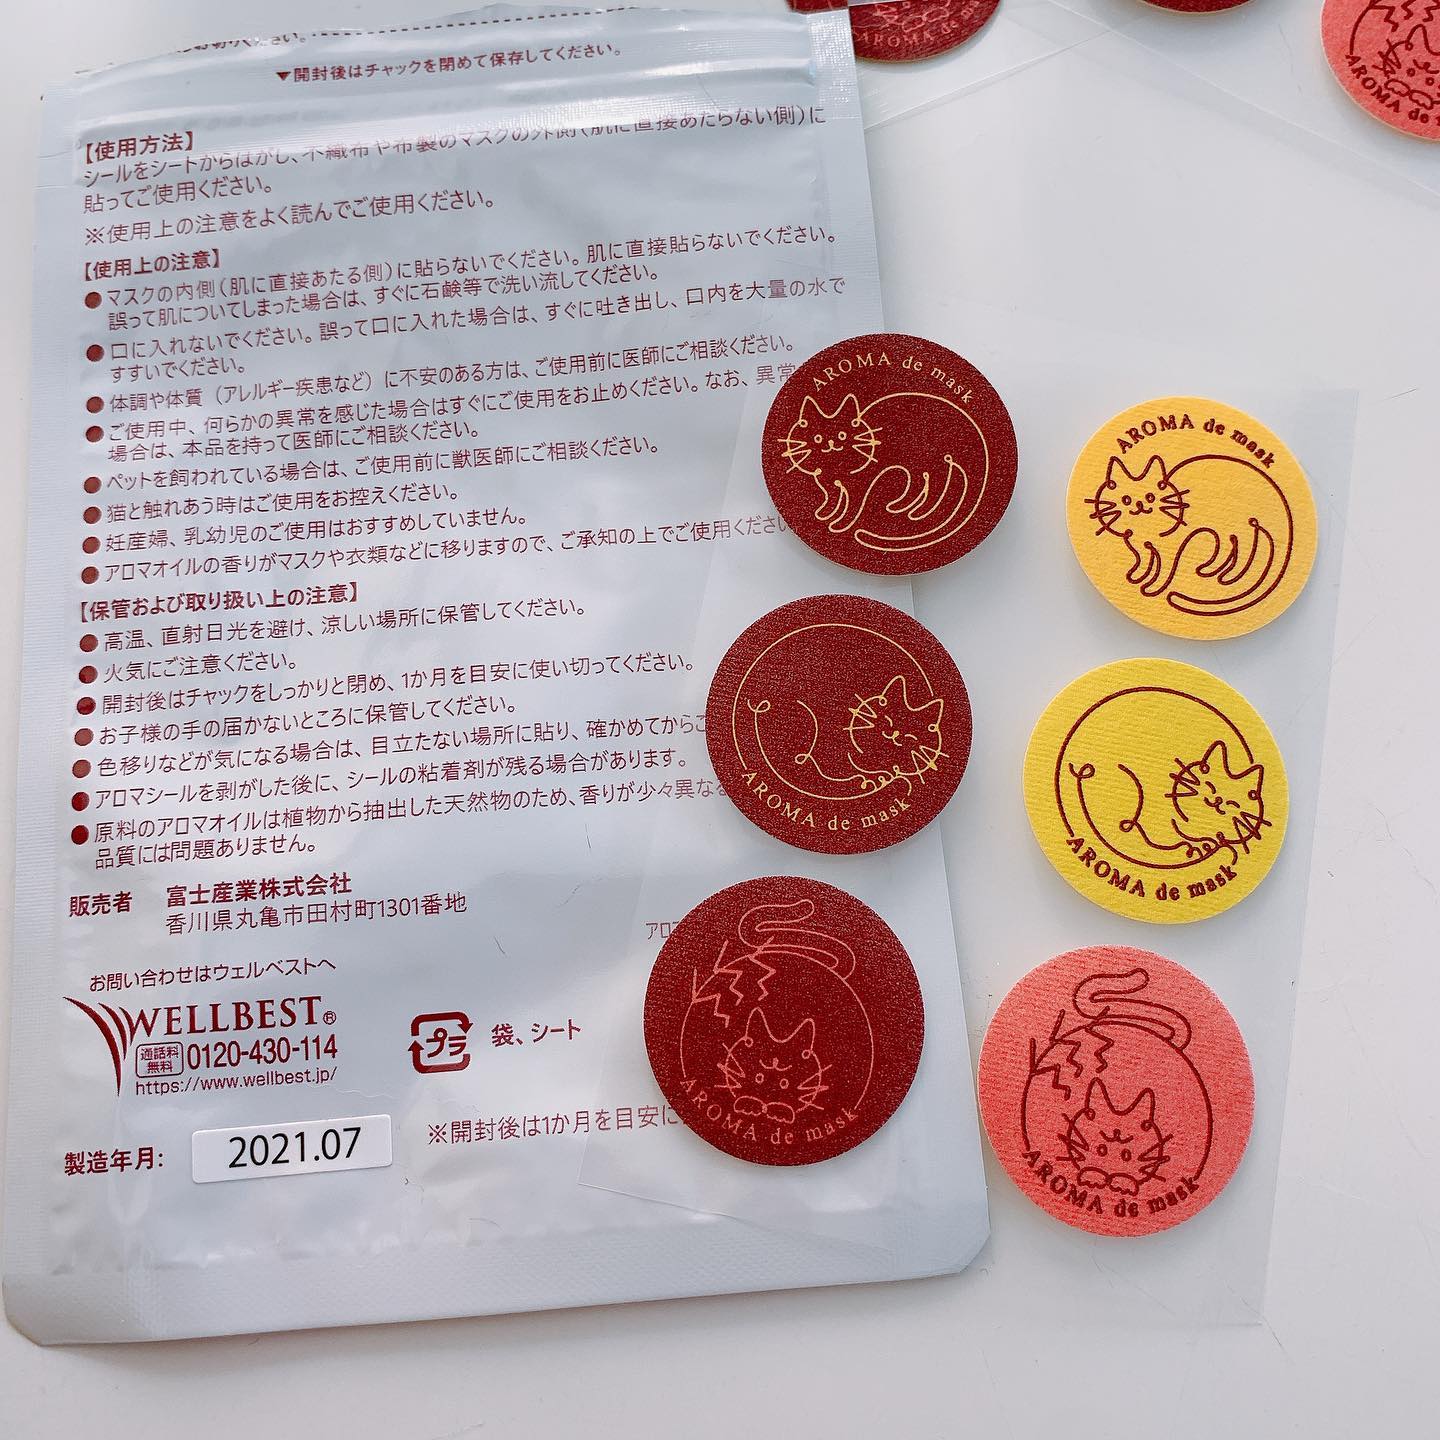 ▼開封後はチャックを閉めて保存してください。
【使用方法】
シールをシートからはがし、不織布や布製のマスクの外側(肌に直接あたらない側)に
貼ってご使用ください。
※使用上の注意をよく読んでご使用ください。
【使用上の注意】
●マスクの内側(肌に直接あたる側)に貼らないでください。肌に直接貼らないでください。
誤って肌についてしまった場合は、すぐに石鹸等で洗い流してください。
●口に入れないでください。誤って口に入れた場合は、すぐに吐き出し、口内を大量の水で
すすいでください。
●体調や体質(アレルギー疾患など)に不安のある方は、ご使用前に医師にご相談ください。
●ご使用中、何らかの異常を感じた場合はすぐにご使用をお止めください。なお、異常
場合は、本品を持って医師にご相談ください。
●ペットを飼われている場合は、ご使用前に獣医師にご相談ください。
●猫と触れあう時はご使用をお控えください。
●妊産婦、乳幼児のご使用はおすすめしていません。
●アロマオイルの香りがマスクや衣類などに移りますので、ご承知の上でご使用ください
【保管および取り扱い上の注意】
●高温、直射日光を避け、涼しい場所に保管してください。
●火気にご注意ください。
●開封後はチャックをしっかりと閉め、1か月を目安に使い切ってください。
●お子様の手の届かないところに保管してください。
●色移りなどが気になる場合は、目立たない場所に貼り、確かめてからご
●アロマシールを剥がした後に、シールの粘着剤が残る場合があります。
●原料のアロマオイルは植物から抽出した天然物のため、香りが少々異なる
品質には問題ありません。
販売者 富士産業株式会社
香川県丸亀市田村町1301番地
アロマ
お問い合わせはウェルベストへ
WELLBEST®
通話料無料 0120-430-114
https://www.wellbest.jp/
プラ 袋、シート
製造年月: 2021.07
※開封後は1か月を目安に
AROMA de mask
AROMA de mask
AROMA de mask
AROMA de mask
AROMA de mask
AROMA de mask
AROMA de
AROMA de